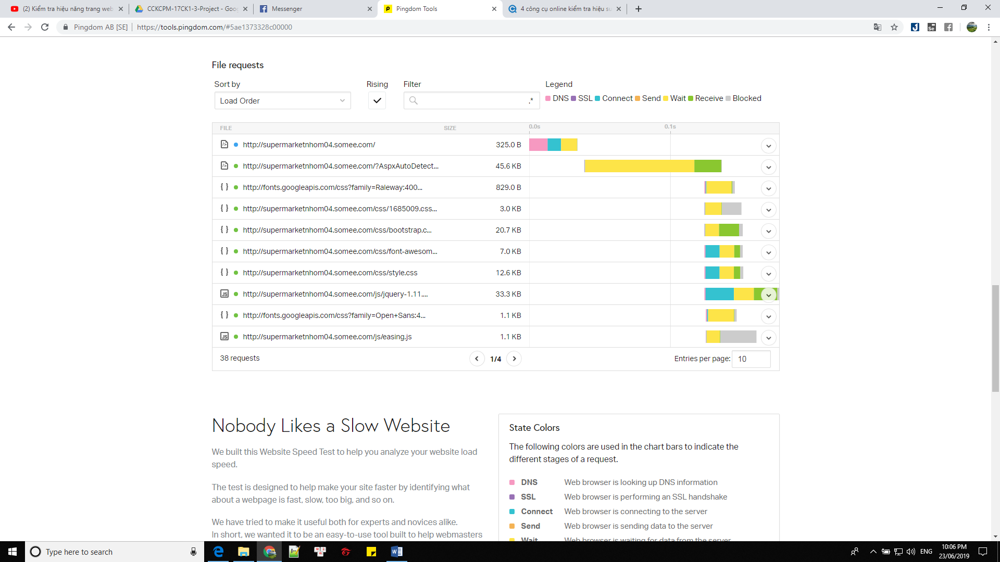 (2) Kiểm tra hiệu năng trang web
CCKCPM-17CK1-3-Project - Goo
Messenger
Pingdom Tools
4 công cụ online kiểm tra hiệu su
Pingdom AB [SE] | https://tools.pingdom.com/#5ae1373328c00000
File requests
Sort by
Rising
Filter
Legend
Load Order
.*
DNS SSL Connect Send Wait Receive Blocked
FILE SIZE 0.0s 0.1s
http://supermarketnhom04.somee.com/ 325.0 B
http://supermarketnhom04.somee.com/?AspxAutoDetect... 45.6 KB
http://fonts.googleapis.com/css?family=Raleway:400... 829.0 B
http://supermarketnhom04.somee.com/css/1685009.css... 3.0 KB
http://supermarketnhom04.somee.com/css/bootstrap.c... 20.7 KB
http://supermarketnhom04.somee.com/css/font-awesom... 7.0 KB
http://supermarketnhom04.somee.com/css/style.css 12.6 KB
JS http://supermarketnhom04.somee.com/js/jquery-1.11.... 33.3 KB
http://fonts.googleapis.com/css?family=Open+Sans:4... 1.1 KB
JS http://supermarketnhom04.somee.com/js/easing.js 1.1 KB
38 requests
1/4
Entries per page: 10
Nobody Likes a Slow Website
We built this Website Speed Test to help you analyze your website load
speed.
The test is designed to help make your site faster by identifying what
about a webpage is fast, slow, too big, and so on.
We have tried to make it useful both for experts and novices alike.
In short, we wanted it to be an easy-to-use tool built to help webmasters
State Colors
The following colors are used in the chart bars to indicate the
different stages of a request.
DNS Web browser is looking up DNS information
SSL Web browser is performing an SSL handshake
Connect Web browser is connecting to the server
Send Web browser is sending data to the server
Wait Web browser is waiting for data from the server
Type here to search
ENG
10:06 PM
23/06/2019